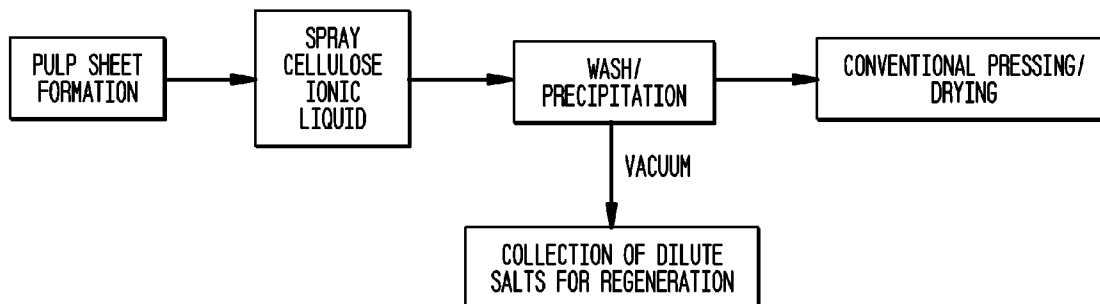 PULP SHEET
FORMATION
SPRAY
CELLULOSE
IONIC
LIQUID
WASH/
PRECIPITATION
CONVENTIONAL PRESSING/
DRYING
VACUUM
COLLECTION OF DILUTE
SALTS FOR REGENERATION